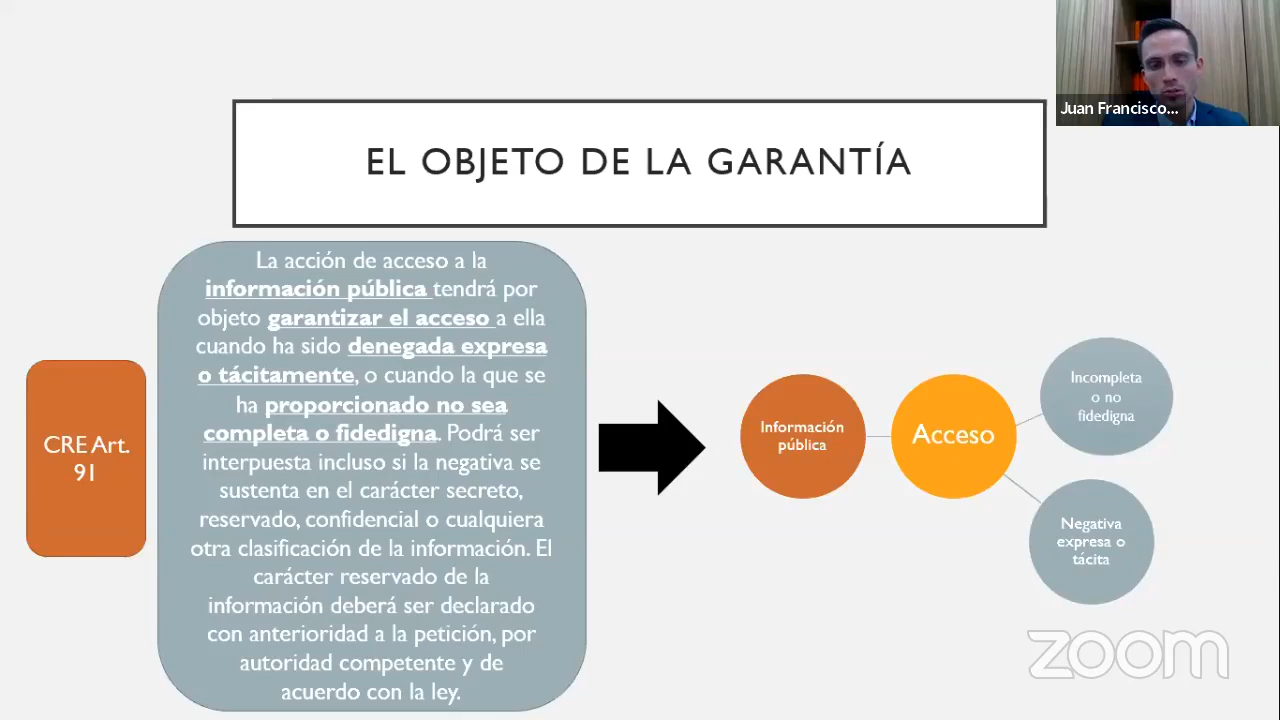 Juan Francisco...
EL OBJETO DE LA GARANTÍA
CRE Art.
91
La acción de acceso a la
información pública tendrá por
objeto garantizar el acceso a ella
cuando ha sido denegada expresa
o tácitamente, o cuando la que se
ha proporcionado no sea
completa o fidedigna. Podrá ser
interpuesta incluso si la negativa se
sustenta en el carácter secreto,
reservado, confidencial o cualquiera
otra clasificación de la información. El
carácter reservado de la
información deberá ser declarado
con anterioridad a la petición, por
autoridad competente y de
acuerdo con la ley.
Información
pública
Acceso
Incompleta
o no
fidedigna
Negativa
expresa o
tácita
zoom